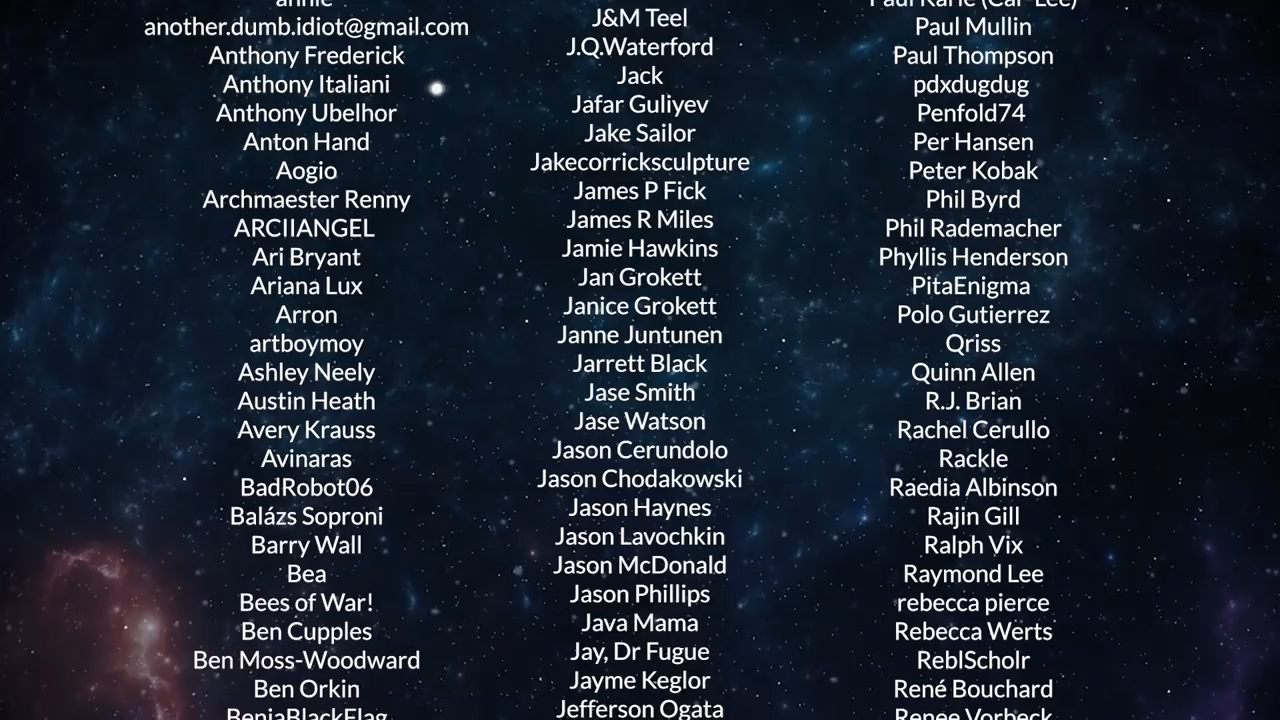 annie
another.dumb.idiot@gmail.com
Anthony Frederick
Anthony Italiani
Anthony Ubelhor
Anton Hand
Aogio
Archmaester Renny
ARCIIANGEL
Ari Bryant
Ariana Lux
Arron
artboymoy
Ashley Neely
Austin Heath
Avery Krauss
Avinaras
BadRobot06
Balázs Soproni
Barry Wall
Bea
Bees of War!
Ben Cupples
Ben Moss-Woodward
Ben Orkin
BenjaBlackFlag
J&M Teel
J.Q.Waterford
Jack
Jafar Guliyev
Jake Sailor
Jakecorricksculpture
James P Fick
James R Miles
Jamie Hawkins
Jan Grokett
Janice Grokett
Janne Juntunen
Jarrett Black
Jase Smith
Jase Watson
Jason Cerundolo
Jason Chodakowski
Jason Haynes
Jason Lavochkin
Jason McDonald
Jason Phillips
Java Mama
Jay, Dr Fugue
Jayme Keglor
Jefferson Ogata
Paul
Paul Mullin
Paul Thompson
pdxdugdug
Penfold74
Per Hansen
Peter Kobak
Phil Byrd
Phil Rademacher
Phyllis Henderson
PitaEnigma
Polo Gutierrez
Qriss
Quinn Allen
R.J. Brian
Rachel Cerullo
Rackle
Raedia Albinson
Rajin Gill
Ralph Vix
Raymond Lee
rebecca pierce
Rebecca Werts
ReblScholr
René Bouchard
Renee Vorbeck